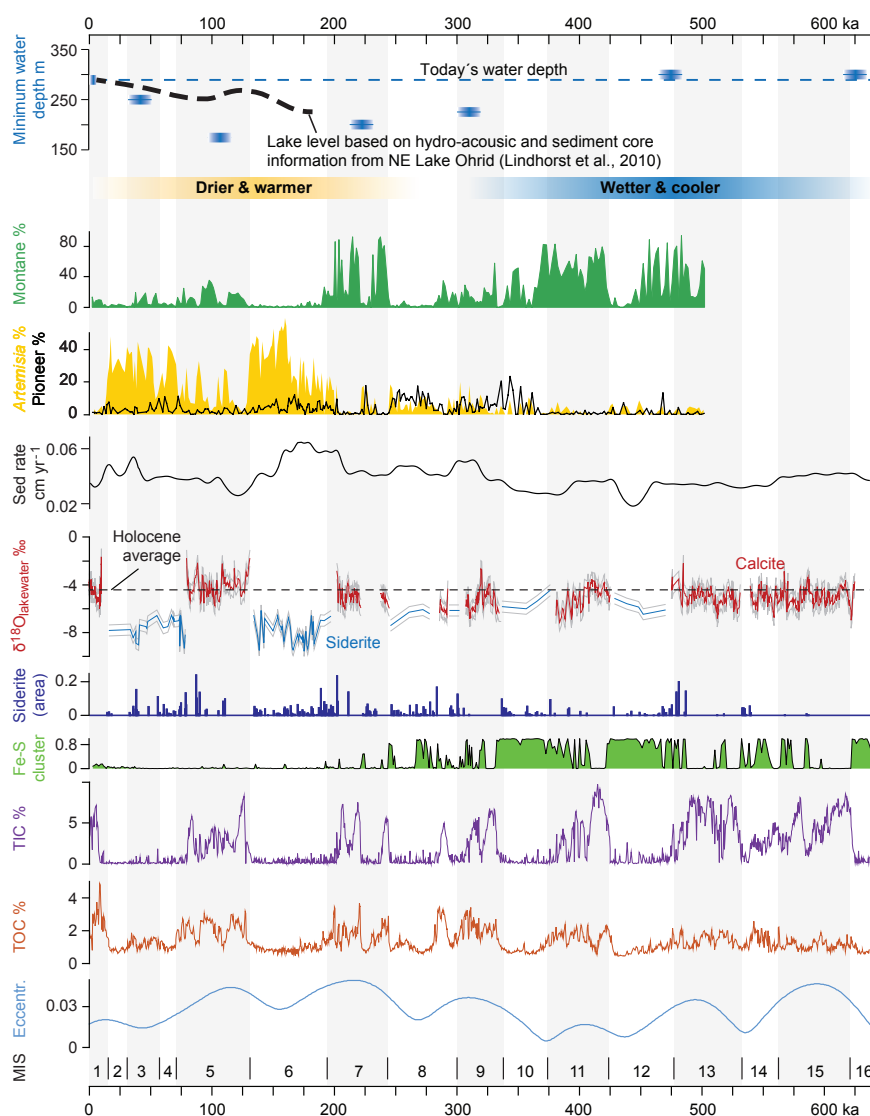 0 100 200 300 400 500 600 ka
350
250
150
Minimum water
depth m
Today´s water depth
Lake level based on hydro-acousic and sediment core
information from NE Lake Ohrid (Lindhorst et al., 2010)
Drier & warmer
Wetter & cooler
80
40
0
Montane %
40
20
0
Artemisia %
Pioneer %
0.06
0.02
Sed rate
cm yr-1
0
-4
-8
δ18Olakewater ‰
Holocene
average
Calcite
Siderite
0.2
0
Siderite
(area)
0.8
0
Fe-S
cluster
5
0
TIC %
4
2
0
TOC %
0.03
0
Eccentr.
MIS
1 2 3 4 5 6 7 8 9 10 11 12 13 14 15 16
0 100 200 300 400 500 600 ka